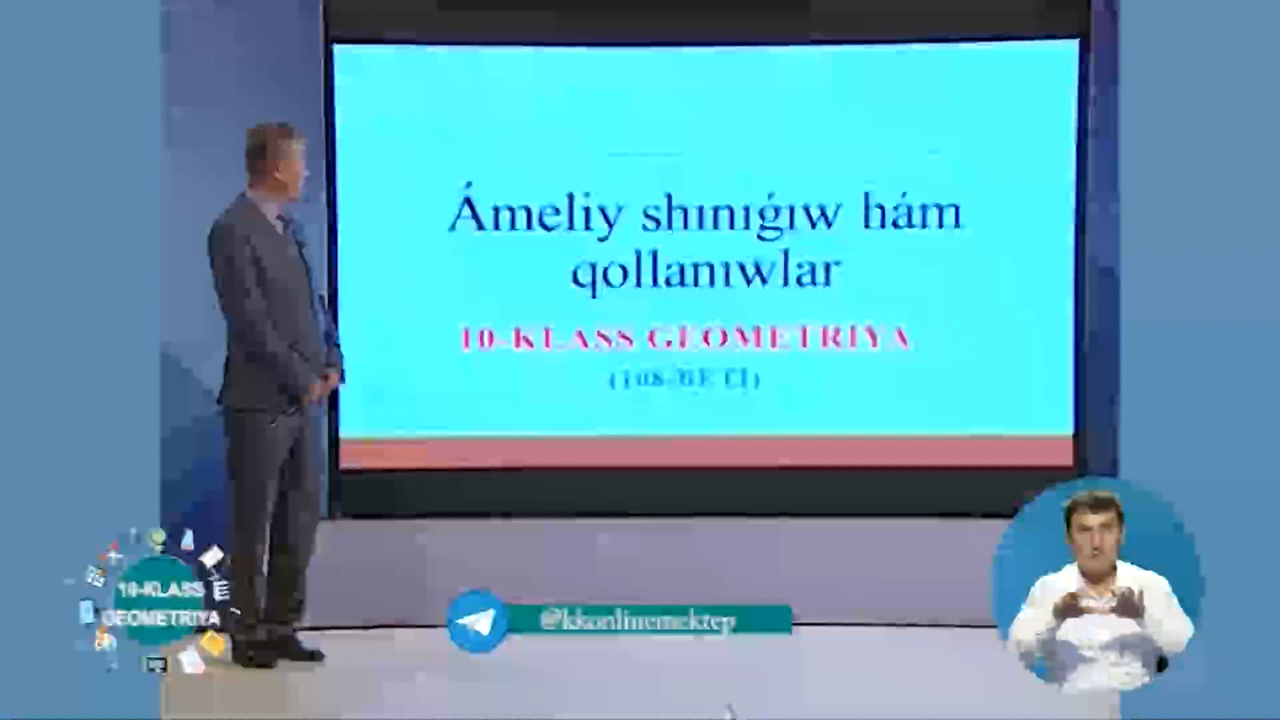 Ámeliy shınıǵıw hám
qollanıwlar
10-KLASS GEOMETRIYA
(108-BETI)
10-KLASS
GEOMETRIYA
@kkonlinemektep